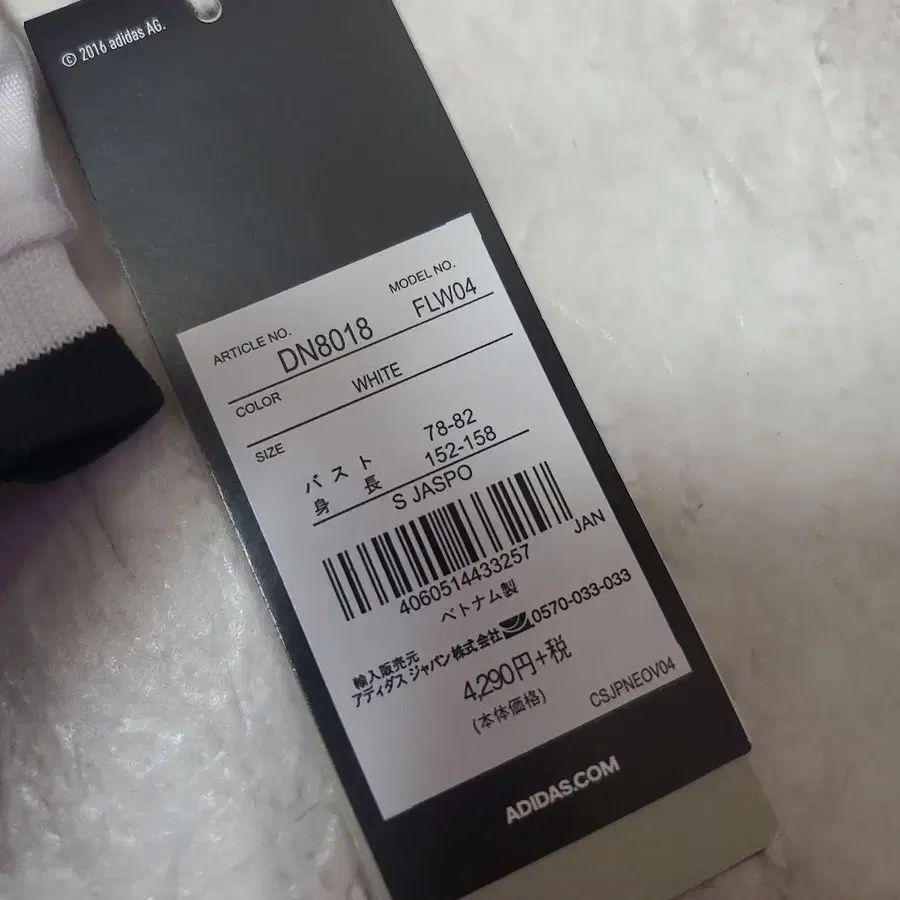 © 2016 adidas AG.
ARTICLE NO. MODEL NO.
DN8018 FLW04
COLOR WHITE
SIZE
バスト 78-82
身長 152-158
S JASPO
4060514433257 JAN
ベトナム製
輸入販売元
アディダス ジャパン株式会社 0570-033-033
4,290円+税
(本体価格) CSJPNEOV04
ADIDAS.COM